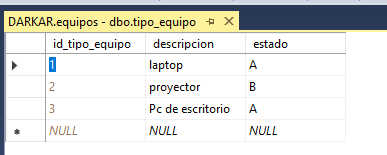 DARKAR.equipos - dbo.tipo_equipo
id_tipo_equipo descripcion estado
1 laptop A
2 proyector B
3 Pc de escritorio A
NULL NULL NULL